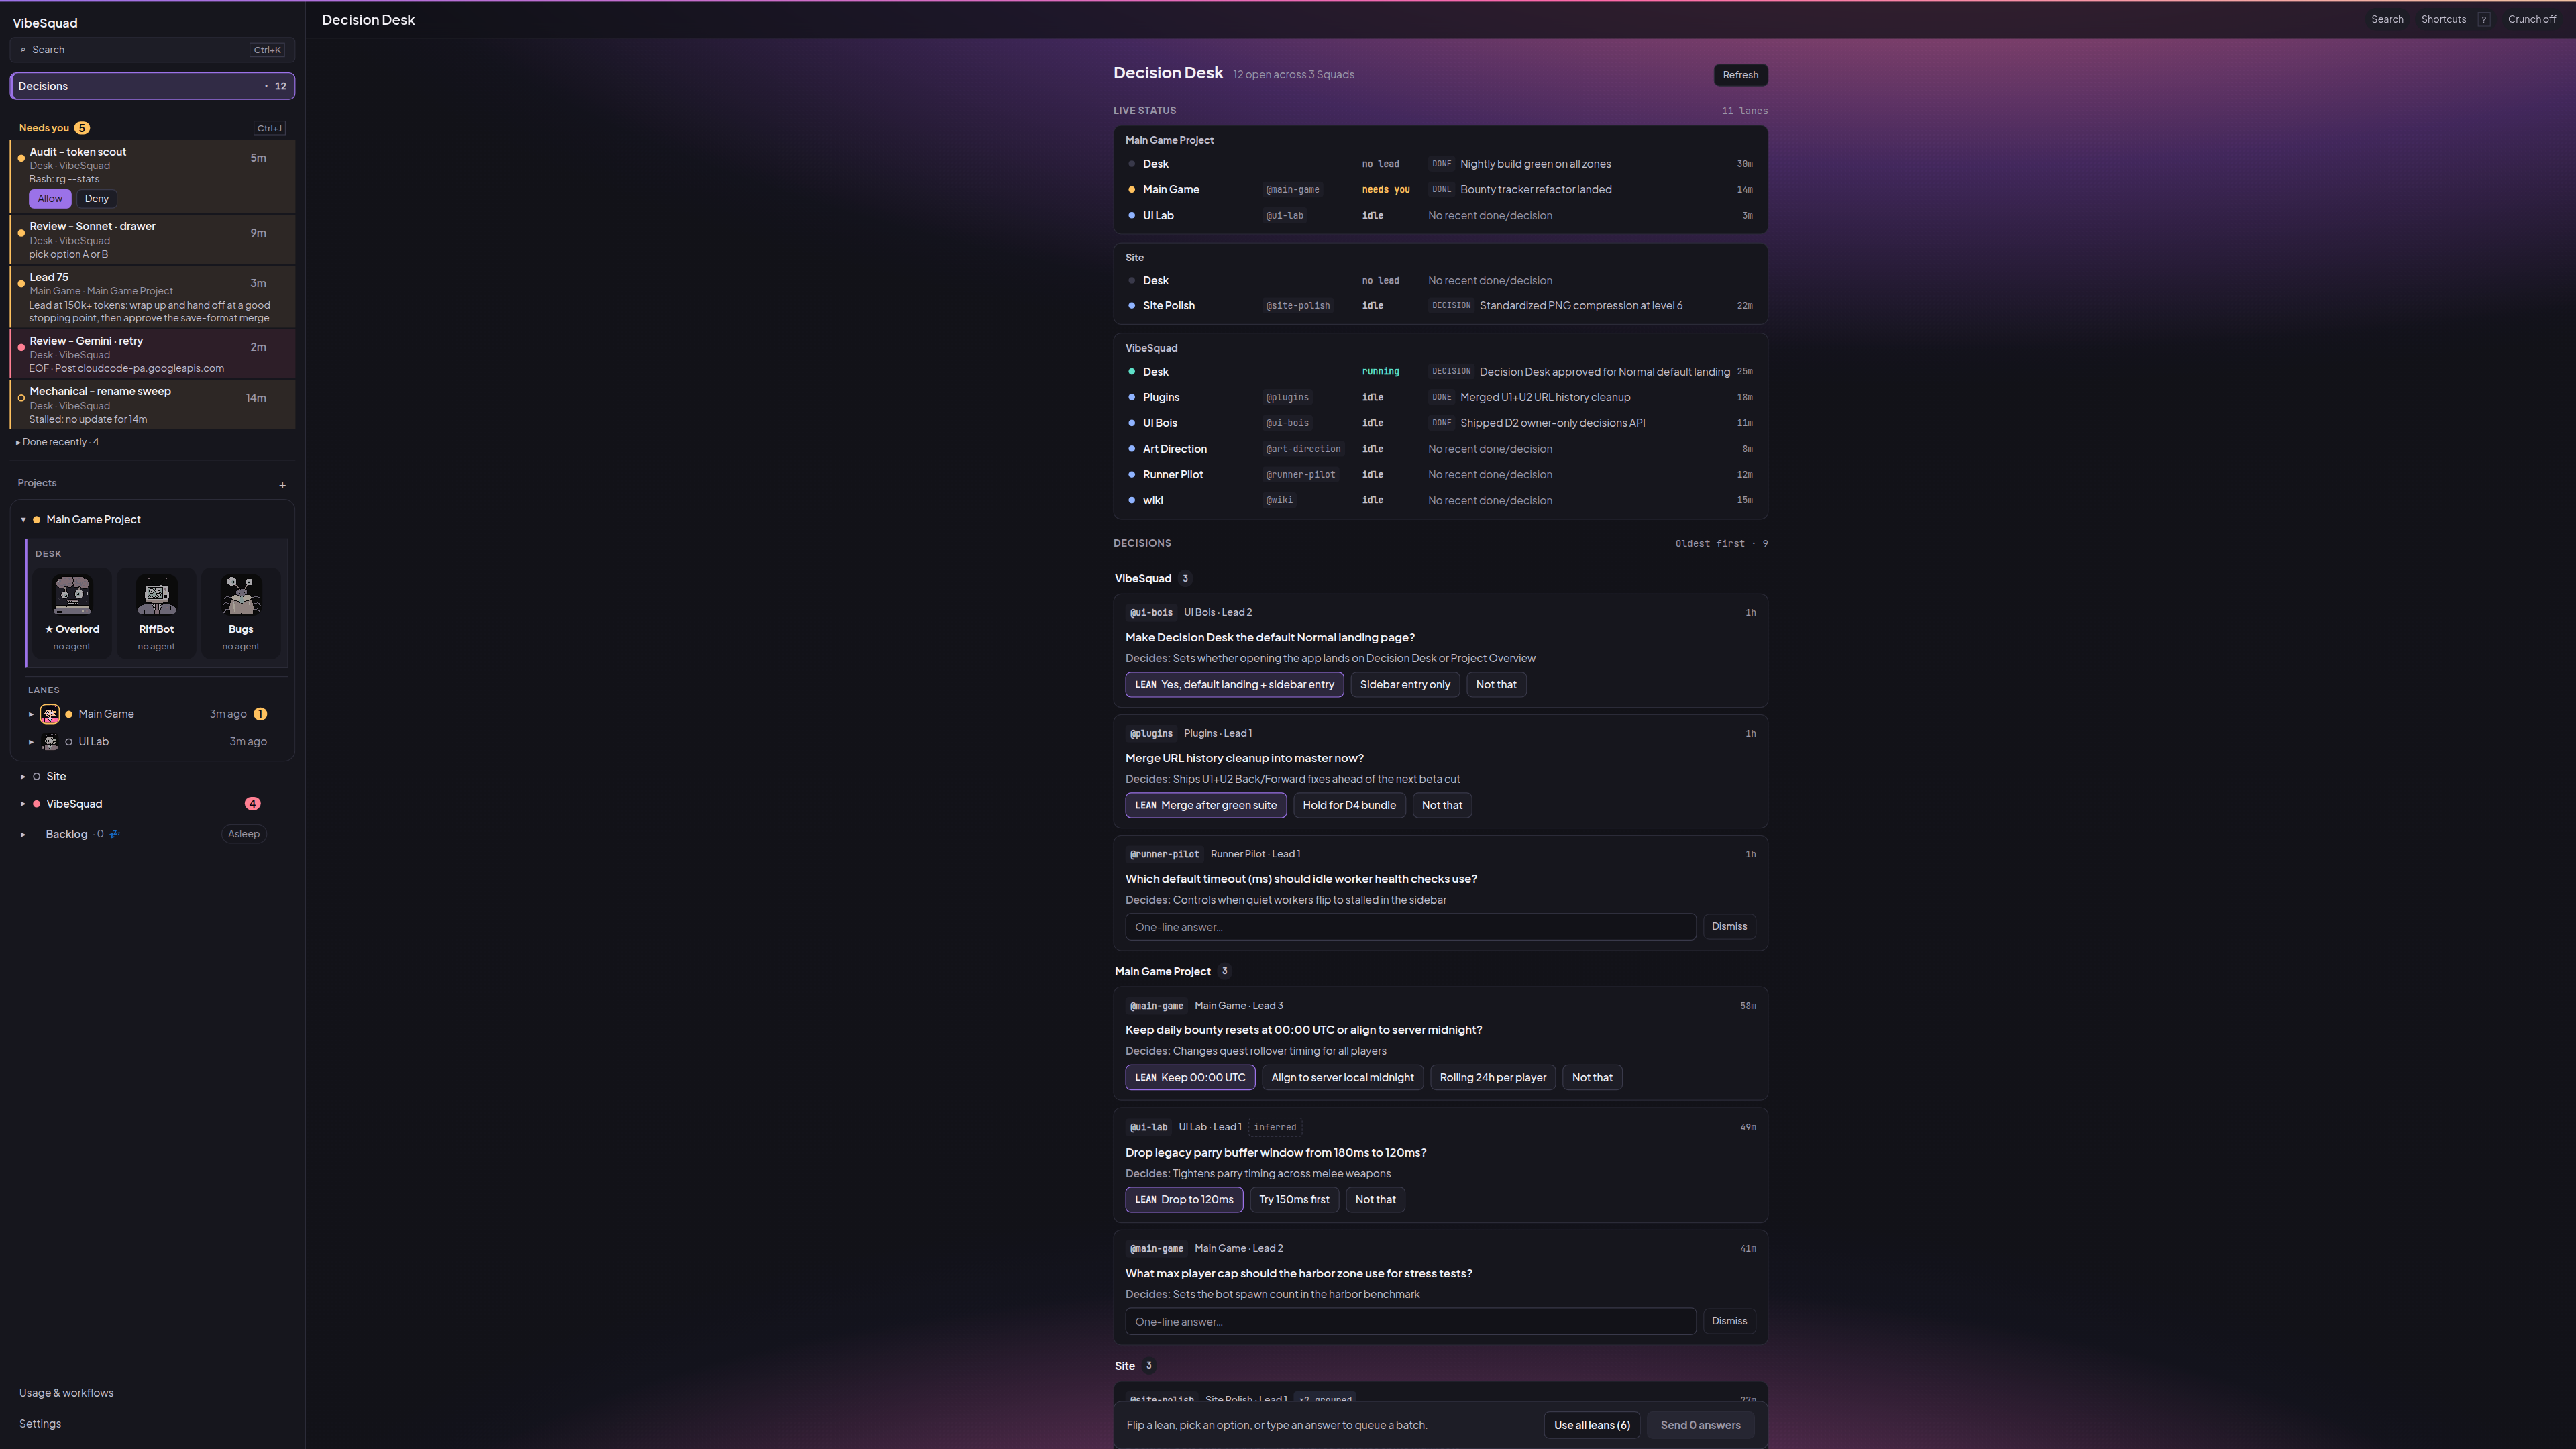 VibeSquad
Search Ctrl+K
Decisions · 12
Needs you 5 Ctrl+J
Audit – token scout 5m
Desk · VibeSquad
Bash: rg --stats
Allow Deny
Review – Sonnet · drawer 9m
Desk · VibeSquad
pick option A or B
Lead 75 3m
Main Game · Main Game Project
Lead at 150k+ tokens: wrap up and hand off at a good
stopping point, then approve the save-format merge
Review – Gemini · retry 2m
Desk · VibeSquad
EOF · Post cloudcode-pa.googleapis.com
Mechanical – rename sweep 14m
Desk · VibeSquad
Stalled: no update for 14m
▸ Done recently · 4
Projects +
▾ Main Game Project
DESK
★ Overlord RiffBot Bugs
no agent no agent no agent
LANES
▸ Main Game 3m ago 1
▸ UI Lab 3m ago
▸ Site
▸ VibeSquad 4
▸ Backlog · 0 💤 Asleep
Usage & workflows
Settings
Decision Desk Search Shortcuts ? Crunch off
Decision Desk 12 open across 3 Squads Refresh
LIVE STATUS 11 lanes
Main Game Project
Desk no lead DONE Nightly build green on all zones 30m
Main Game @main-game needs you DONE Bounty tracker refactor landed 14m
UI Lab @ui-lab idle No recent done/decision 3m
Site
Desk no lead No recent done/decision
Site Polish @site-polish idle DECISION Standardized PNG compression at level 6 22m
VibeSquad
Desk running DECISION Decision Desk approved for Normal default landing 25m
Plugins @plugins idle DONE Merged U1+U2 URL history cleanup 18m
UI Bois @ui-bois idle DONE Shipped D2 owner-only decisions API 11m
Art Direction @art-direction idle No recent done/decision 8m
Runner Pilot @runner-pilot idle No recent done/decision 12m
wiki @wiki idle No recent done/decision 15m
DECISIONS Oldest first · 9
VibeSquad 3
@ui-bois UI Bois · Lead 2 1h
Make Decision Desk the default Normal landing page?
Decides: Sets whether opening the app lands on Decision Desk or Project Overview
LEAN Yes, default landing + sidebar entry Sidebar entry only Not that
@plugins Plugins · Lead 1 1h
Merge URL history cleanup into master now?
Decides: Ships U1+U2 Back/Forward fixes ahead of the next beta cut
LEAN Merge after green suite Hold for D4 bundle Not that
@runner-pilot Runner Pilot · Lead 1 1h
Which default timeout (ms) should idle worker health checks use?
Decides: Controls when quiet workers flip to stalled in the sidebar
One-line answer... Dismiss
Main Game Project 3
@main-game Main Game · Lead 3 58m
Keep daily bounty resets at 00:00 UTC or align to server midnight?
Decides: Changes quest rollover timing for all players
LEAN Keep 00:00 UTC Align to server local midnight Rolling 24h per player Not that
@ui-lab UI Lab · Lead 1 inferred 49m
Drop legacy parry buffer window from 180ms to 120ms?
Decides: Tightens parry timing across melee weapons
LEAN Drop to 120ms Try 150ms first Not that
@main-game Main Game · Lead 2 41m
What max player cap should the harbor zone use for stress tests?
Decides: Sets the bot spawn count in the harbor benchmark
One-line answer... Dismiss
Site 3
@site-polish Site Polish · Lead 1 ×2 grouped 27m
Flip a lean, pick an option, or type an answer to queue a batch. Use all leans (6) Send 0 answers